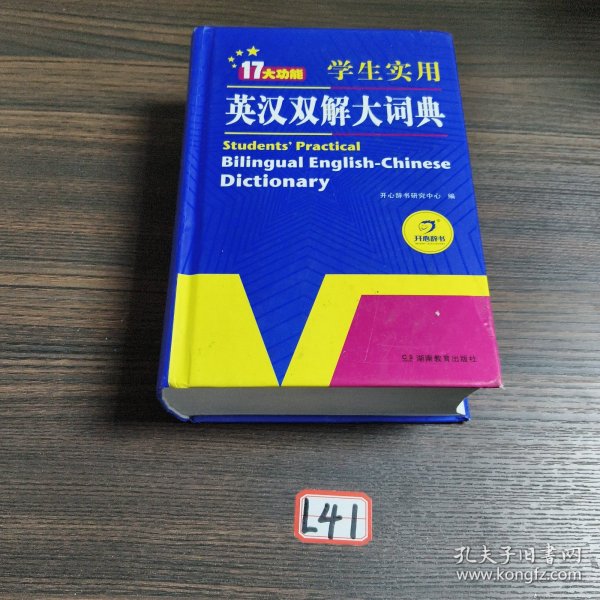 17大功能
学生实用
英汉双解大词典
Students' Practical
Bilingual English-Chinese
Dictionary
开心辞书研究中心 编
开心辞书
湖南教育出版社
L41
孔夫子旧书网
www.kongfz.com